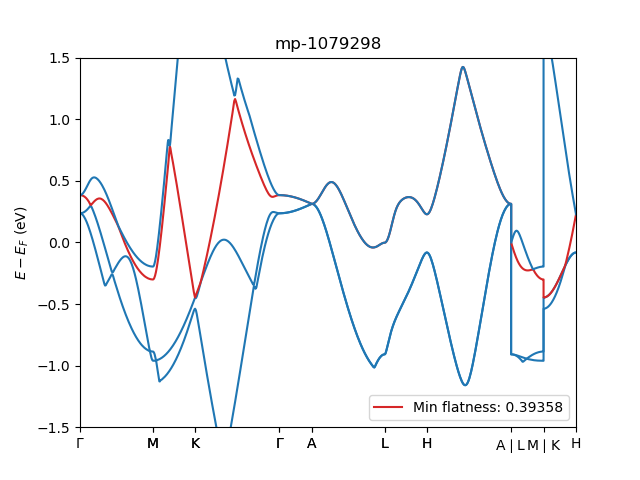 mp-1079298
E − E_F (eV)
1.5
1.0
0.5
0.0
−0.5
−1.0
−1.5
Min flatness: 0.39358
Γ M K Γ A L H A | L M | K H